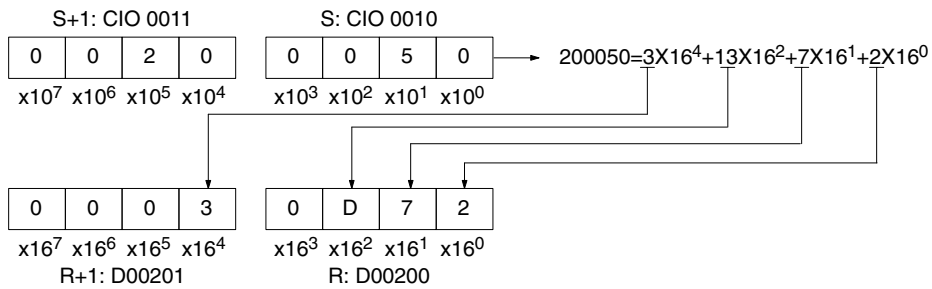 S+1: CIO 0011 S: CIO 0010
0 0 2 0 0 0 5 0 200050=3X16⁴+13X16²+7X16¹+2X16⁰
x10⁷ x10⁶ x10⁵ x10⁴ x10³ x10² x10¹ x10⁰
0 0 0 3 0 D 7 2
x16⁷ x16⁶ x16⁵ x16⁴ x16³ x16² x16¹ x16⁰
R+1: D00201 R: D00200